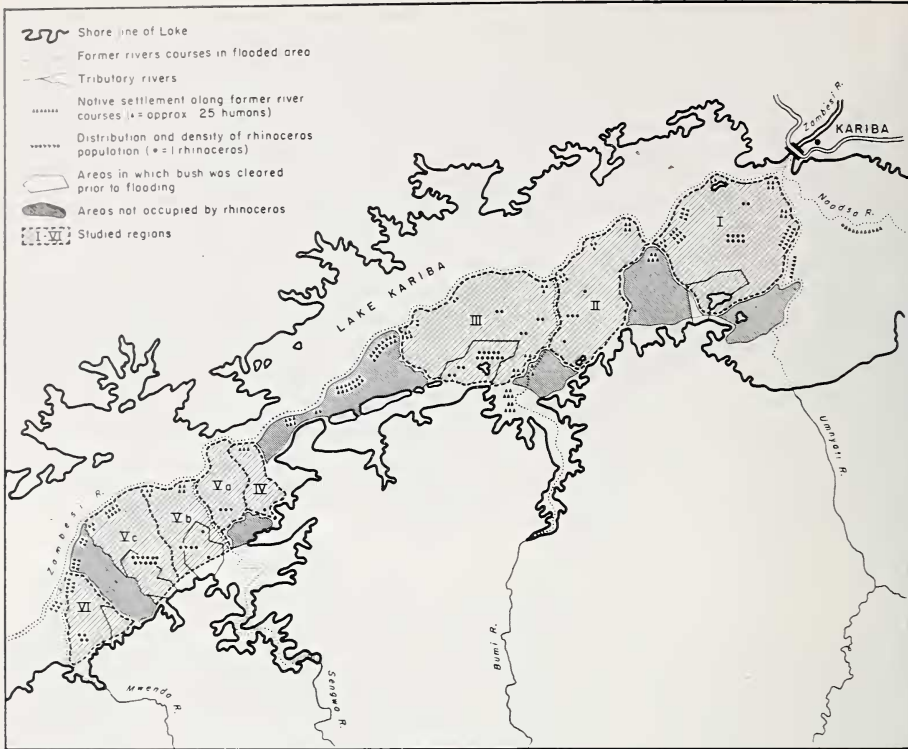 Shore line of Lake
Former rivers courses in flooded area
Tributory rivers
Native settlement along former river
courses (▲ = approx 25 humans)
Distribution and density of rhinoceros
population (• = 1 rhinoceros)
Areas in which bush was cleared
prior to flooding
Areas not occupied by rhinoceros
I-VI Studied regions
Zambesi R.
KARIBA
Naodsa R.
I
LAKE KARIBA
II
III
Va
IV
Vb
Vc
Zambesi R.
VI
Umnyati R.
Bumi R.
Sengwa R.
Mwenda R.